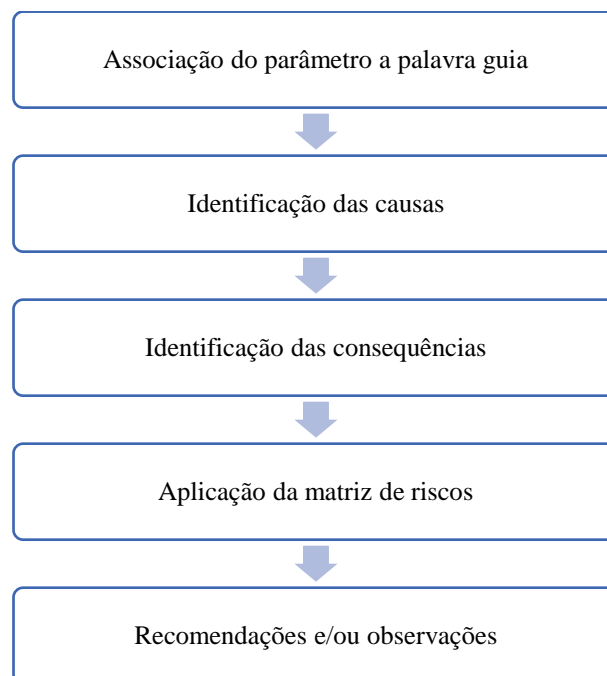 Associação do parâmetro a palavra guia
Identificação das causas
Identificação das consequências
Aplicação da matriz de riscos
Recomendações e/ou observações